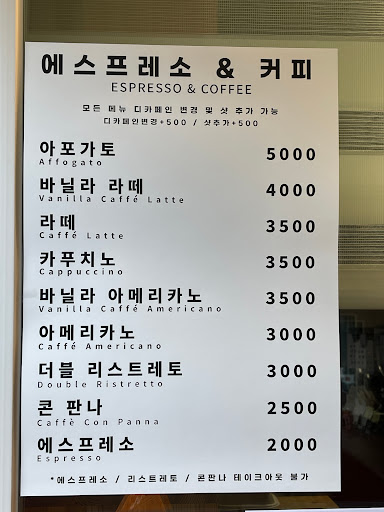 에스프레소 & 커피
ESPRESSO & COFFEE
모든 메뉴 디카페인 변경 및 샷 추가 가능
디카페인변경+500 / 샷추가+500
아포가토 5000
Affogato
바닐라 라떼 4000
Vanilla Caffé Latte
라떼 3500
Caffé Latte
카푸치노 3500
Cappuccino
바닐라 아메리카노 3500
Vanilla Caffé Americano
아메리카노 3000
Caffé Americano
더블 리스트레토 3000
Double Ristretto
콘 판나 2500
Caffè Con Panna
에스프레소 2000
Espresso
*에스프레소 / 리스트레토 / 콘판나 테이크아웃 불가